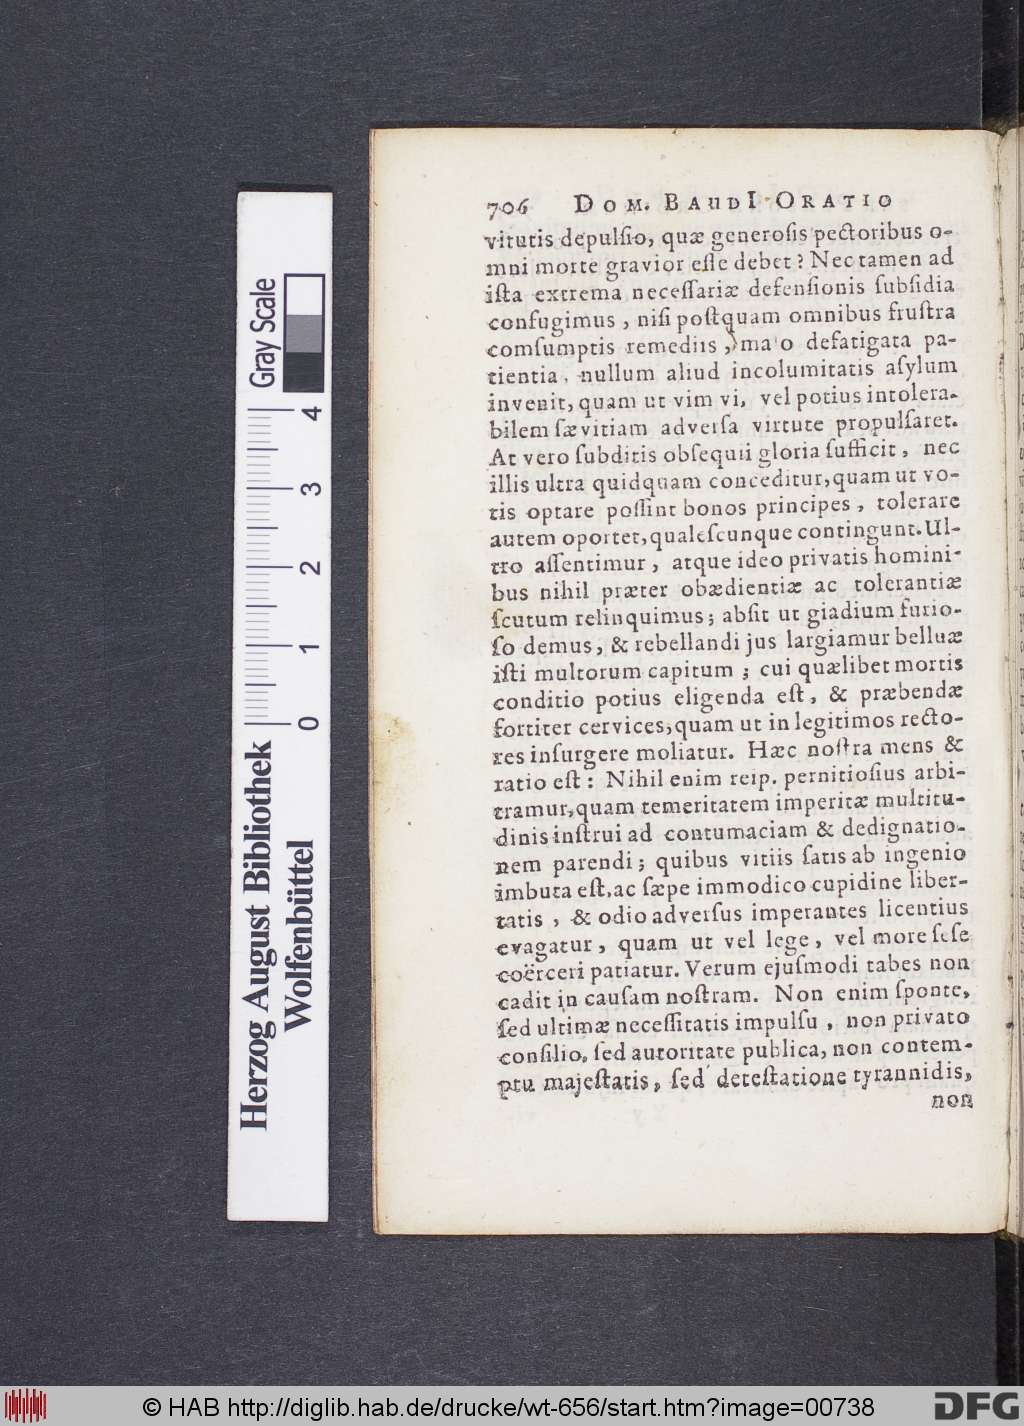 706 DOM. BAUDI ORATIO
vitutis depulſio, quæ generoſis pectoribus o-
mni morte gravior eſſe debet? Nec tamen ad
iſta extrema neceſſariæ defenſionis ſubſidia
confugimus, niſi poſtquam omnibus fruſtra
comſumptis remediis, ma o defatigata pa-
tientia, nullum aliud incolumitatis aſylum
invenit, quam ut vim vi, vel potius intolera-
bilem ſævitiam adverſa virtute propulſaret.
At vero ſubditis obſequii gloria ſufficit, nec
illis ultra quidquam conceditur, quam ut vo-
tis optare poſſint bonos principes, tolerare
autem oportet, qualeſcunque contingunt. Ul-
tro aſſentimur, atque ideo privatis homini-
bus nihil præter obædientiæ ac tolerantiæ
ſcutum relinquimus; abſit ut gladium furio-
ſo demus, & rebellandi jus largiamur belluæ
iſti multorum capitum; cui quælibet mortis
conditio potius eligenda eſt, & præbendæ
fortiter cervices, quam ut in legitimos recto-
res inſurgere moliatur. Hæc noſtra mens &
ratio eſt: Nihil enim reip. pernitioſius arbi-
tramur, quam temeritatem imperitæ multitu-
dinis inſtrui ad contumaciam & dedignatio-
nem parendi; quibus vitiis ſatis ab ingenio
imbuta eſt, ac ſæpe immodico cupidine liber-
tatis, & odio adverſus imperantes licentius
evagatur, quam ut vel lege, vel more ſeſe
coërceri patiatur. Verum ejuſmodi tabes non
cadit in cauſam noſtram. Non enim ſponte,
ſed ultimæ neceſſitatis impulſu, non privato
conſilio, ſed autoritate publica, non contem-
ptu majeſtatis, ſed deteſtatione tyrannidis,
non
Herzog August Bibliothek
Wolfenbüttel
0 1 2 3 4
Gray Scale
© HAB http://diglib.hab.de/drucke/wt-656/start.htm?image=00738
DFG